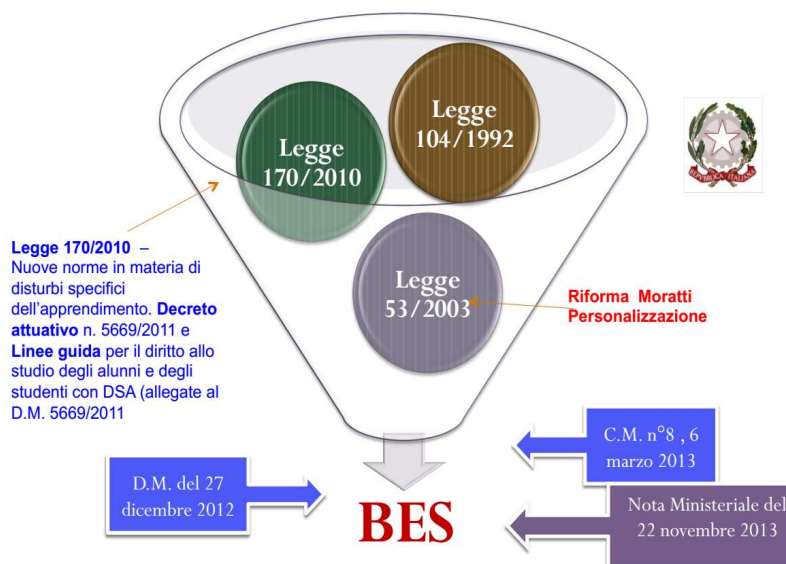 Legge
104/1992
Legge
170/2010
REPVBBLICA ITALIANA
Legge
53/2003
Legge 170/2010 –
Nuove norme in materia di
disturbi specifici
dell'apprendimento. Decreto
attuativo n. 5669/2011 e
Linee guida per il diritto allo
studio degli alunni e degli
studenti con DSA (allegate al
D.M. 5669/2011
Riforma Moratti
Personalizzazione
C.M. n°8 , 6
marzo 2013
D.M. del 27
dicembre 2012
BES
Nota Ministeriale del
22 novembre 2013